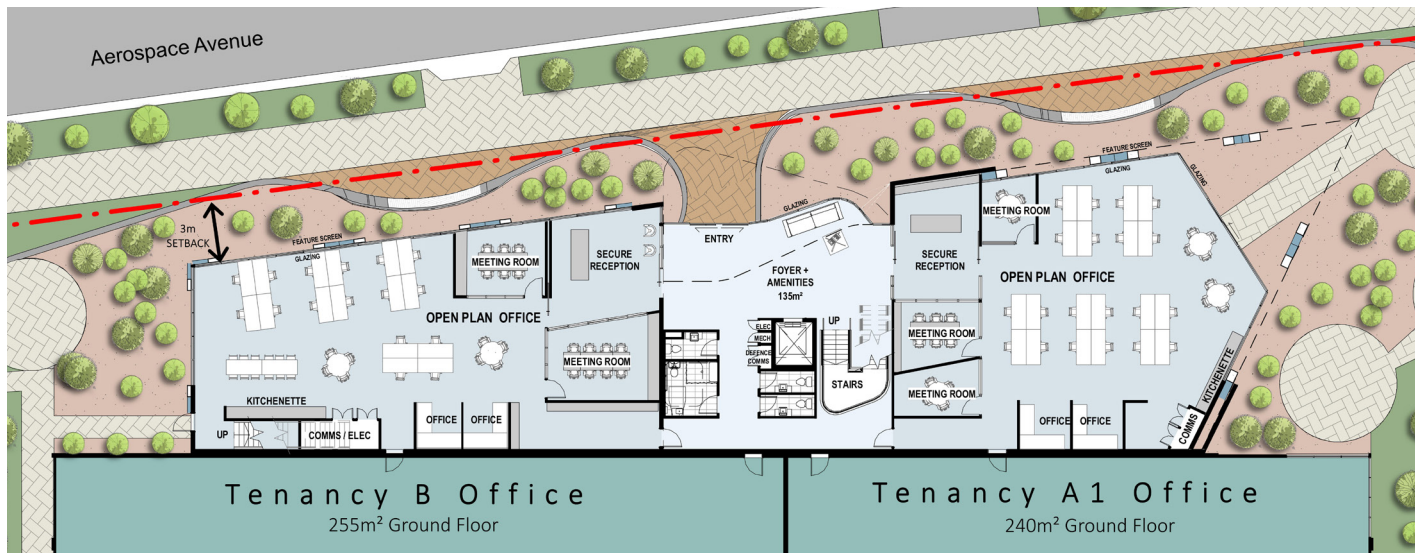 Aerospace Avenue
3m
SETBACK
FEATURE SCREEN
GLAZING
MEETING ROOM
SECURE
RECEPTION
OPEN PLAN OFFICE
MEETING ROOM
KITCHENETTE
UP
COMMS / ELEC
OFFICE
OFFICE
ENTRY
GLAZING
FOYER +
AMENITIES
135m²
ELEC
MECH
DEFENCE
COMMS
UP
STAIRS
FEATURE SCREEN
GLAZING
GLAZING
MEETING ROOM
SECURE
RECEPTION
OPEN PLAN OFFICE
MEETING ROOM
MEETING ROOM
OFFICE
OFFICE
KITCHENETTE
COMMS
Tenancy B Office
255m² Ground Floor
Tenancy A1 Office
240m² Ground Floor